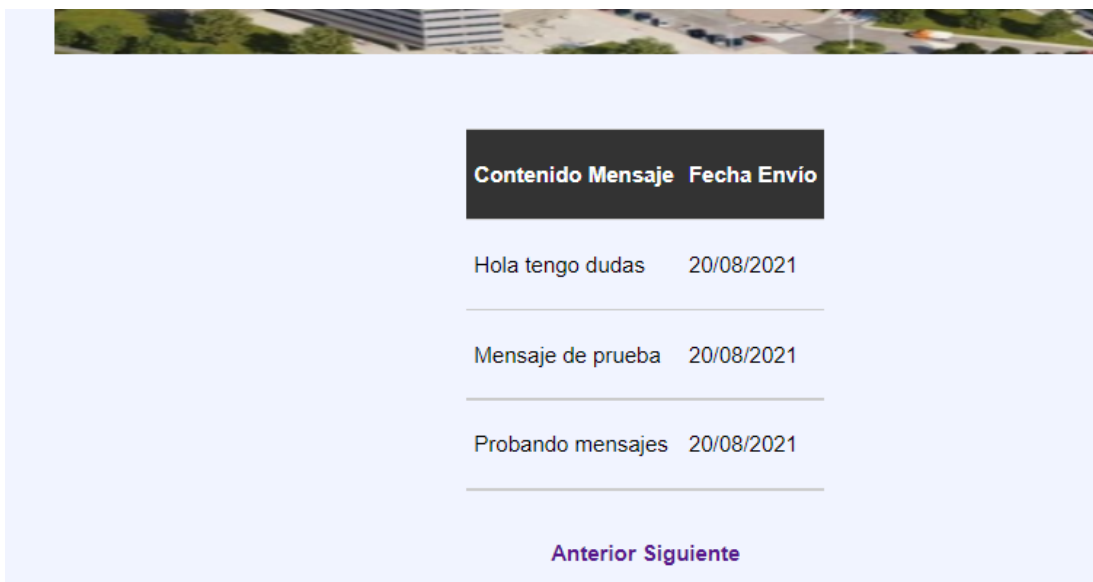 Contenido Mensaje Fecha Envío
Hola tengo dudas 20/08/2021
Mensaje de prueba 20/08/2021
Probando mensajes 20/08/2021
Anterior Siguiente